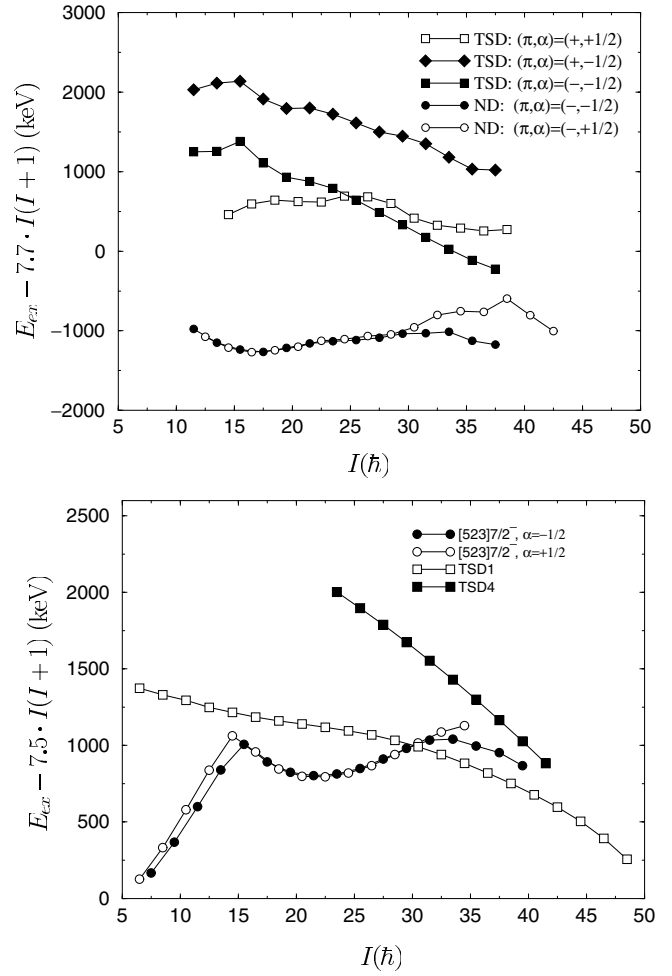 TSD: (π,α)=(+,+1/2)
TSD: (π,α)=(+,−1/2)
TSD: (π,α)=(−,−1/2)
ND: (π,α)=(−,−1/2)
ND: (π,α)=(−,+1/2)
E_ex − 7.7 · I(I + 1) (keV)
3000
2000
1000
0
−1000
−2000
5 10 15 20 25 30 35 40 45 50
I(ħ)
[523]7/2⁻, α=−1/2
[523]7/2⁻, α=+1/2
TSD1
TSD4
E_ex − 7.5 · I(I + 1) (keV)
2500
2000
1500
1000
500
0
5 10 15 20 25 30 35 40 45 50
I(ħ)